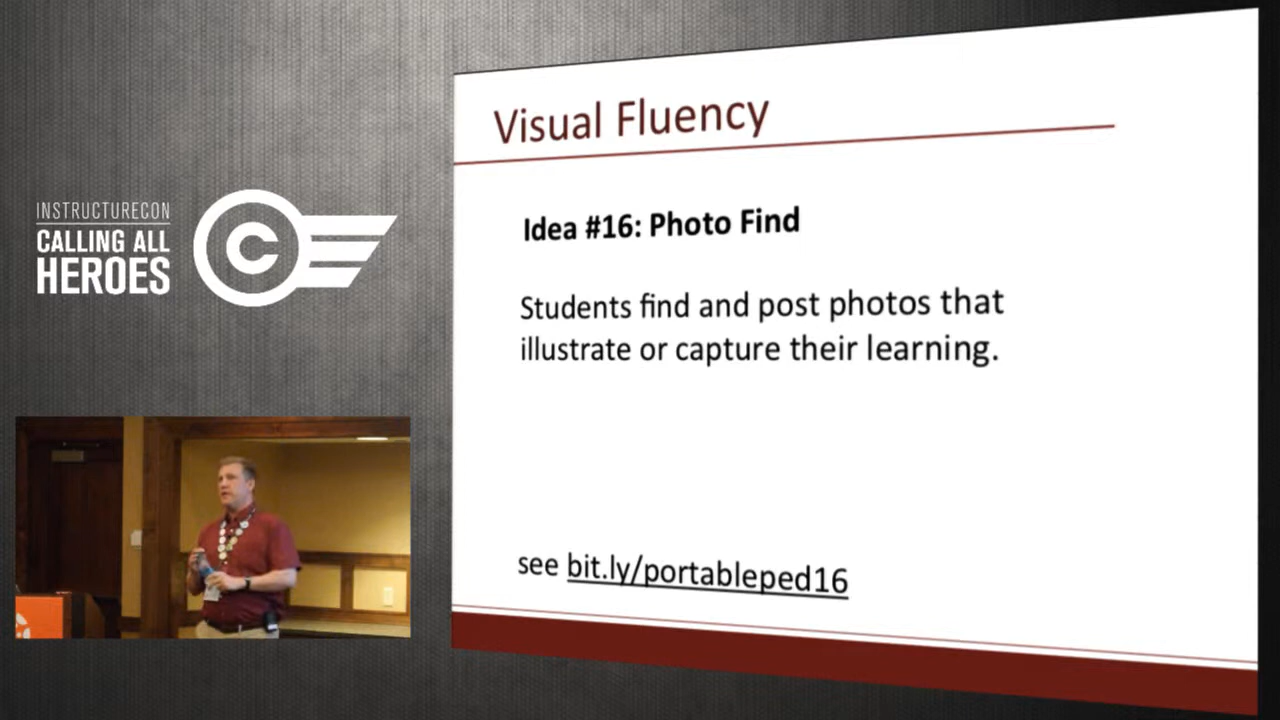 INSTRUCTURECON
CALLING ALL
HEROES
C
Visual Fluency
Idea #16: Photo Find
Students find and post photos that
illustrate or capture their learning.
see bit.ly/portableped16